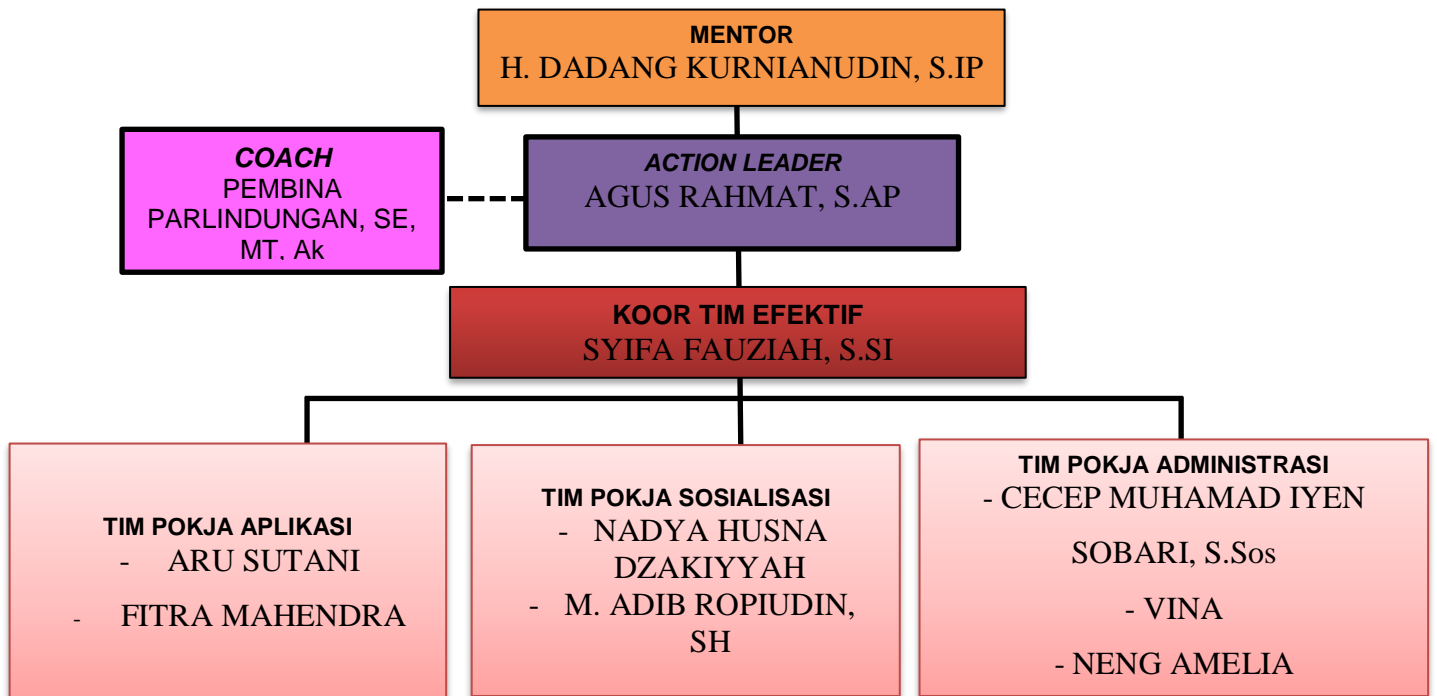 MENTOR
H. DADANG KURNIANUDIN, S.IP
COACH
PEMBINA
PARLINDUNGAN, SE,
MT, Ak
ACTION LEADER
AGUS RAHMAT, S.AP
KOOR TIM EFEKTIF
SYIFA FAUZIAH, S.SI
TIM POKJA APLIKASI
- ARU SUTANI
- FITRA MAHENDRA
TIM POKJA SOSIALISASI
- NADYA HUSNA
DZAKIYYAH
- M. ADIB ROPIUDIN,
SH
TIM POKJA ADMINISTRASI
- CECEP MUHAMAD IYEN
SOBARI, S.Sos
- VINA
- NENG AMELIA